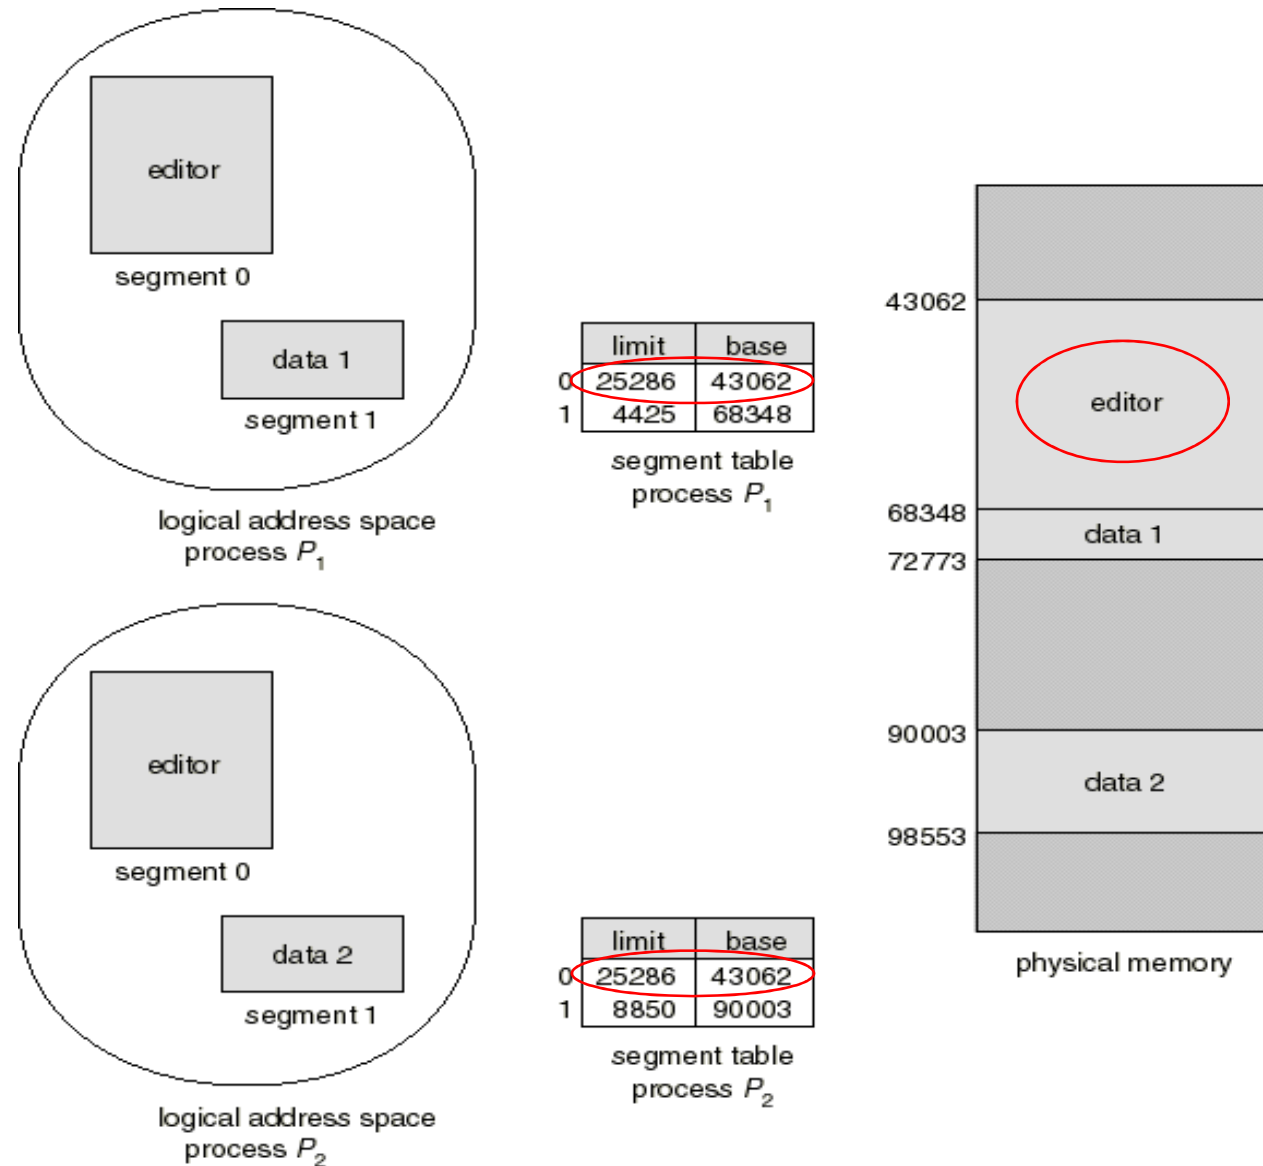 editor
segment 0
data 1
segment 1
logical address space
process P1
limit base
0 25286 43062
1 4425 68348
segment table
process P1
43062
editor
68348
data 1
72773
90003
data 2
98553
physical memory
editor
segment 0
data 2
segment 1
logical address space
process P2
limit base
0 25286 43062
1 8850 90003
segment table
process P2